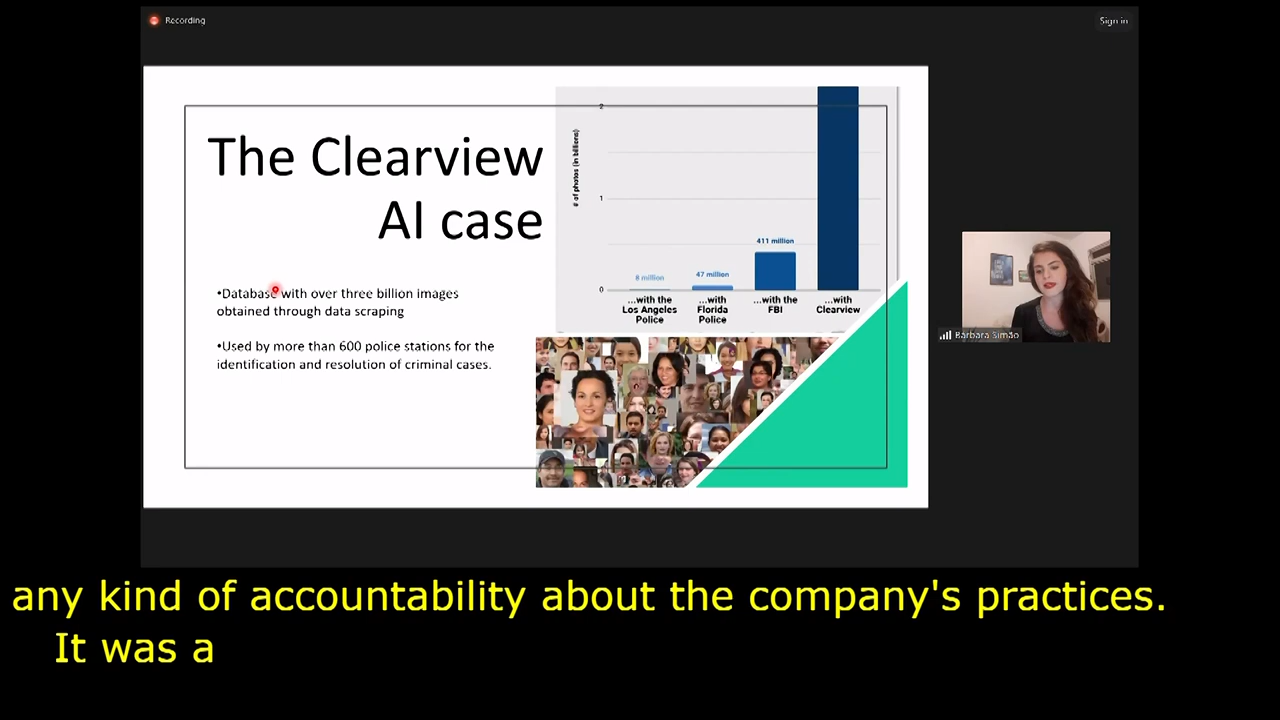 Recording
Sign in
The Clearview
AI case
•Database with over three billion images
obtained through data scraping
•Used by more than 600 police stations for the
identification and resolution of criminal cases.
# of photos (in billions)
2
1
0
8 million
47 million
411 million
...with the
Los Angeles
Police
...with
Florida
Police
...with the
FBI
...with
Clearview
Bárbara Simão
any kind of accountability about the company's practices.
It was a